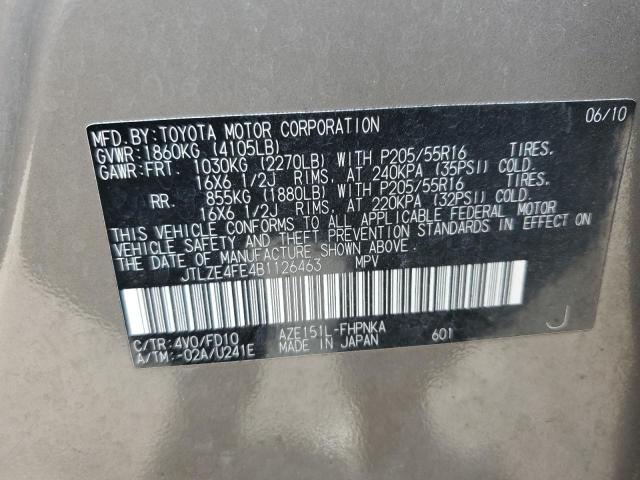 06/10
MFD.BY:TOYOTA MOTOR CORPORATION
GVWR:1860KG (4105LB)
GAWR:FRT. 1030KG (2270LB) WITH P205/55R16 TIRES,
16X6 1/2J RIMS, AT 240KPA (35PSI) COLD.
RR. 855KG (1880LB) WITH P205/55R16 TIRES,
16X6 1/2J RIMS, AT 220KPA (32PSI) COLD.
THIS VEHICLE CONFORMS TO ALL APPLICABLE FEDERAL MOTOR
VEHICLE SAFETY AND THEFT PREVENTION STANDARDS IN EFFECT ON
THE DATE OF MANUFACTURE SHOWN ABOVE.
JTLZE4FE4B1126463 MPV
C/TR:4V0/FD10 AZE151L-FHPNKA 601
A/TM:-02A/U241E MADE IN JAPAN
J